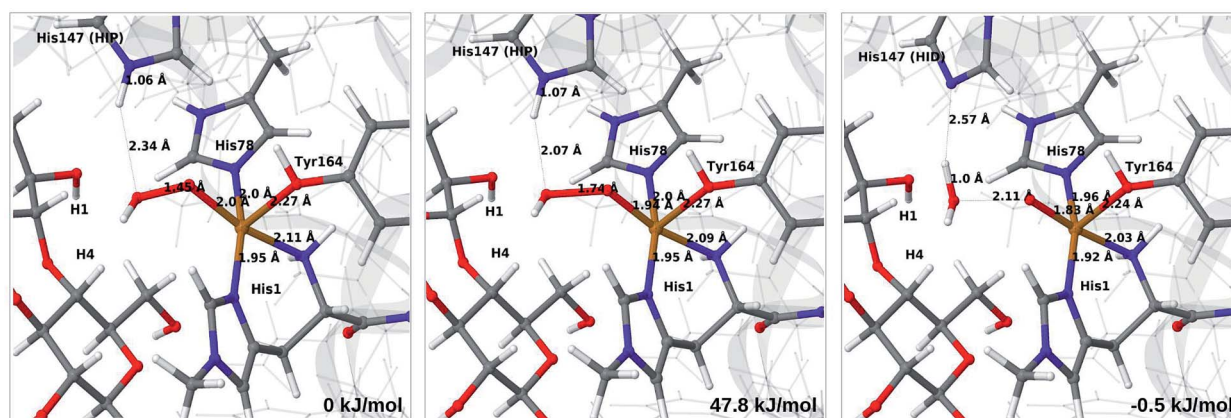 His147 (HIP)
1.06 Å
2.34 Å
His78
Tyr164
1.45 Å
2.0 Å
2.0 Å
2.27 Å
H1
2.11 Å
H4
1.95 Å
His1
0 kJ/mol
His147 (HIP)
1.07 Å
2.07 Å
His78
Tyr164
1.74 Å
2.0 Å
1.94 Å
2.27 Å
H1
2.09 Å
H4
1.95 Å
His1
47.8 kJ/mol
His147 (HID)
2.57 Å
His78
Tyr164
1.0 Å
2.11 Å
1.96 Å
1.83 Å
2.24 Å
H1
2.03 Å
H4
1.92 Å
His1
-0.5 kJ/mol